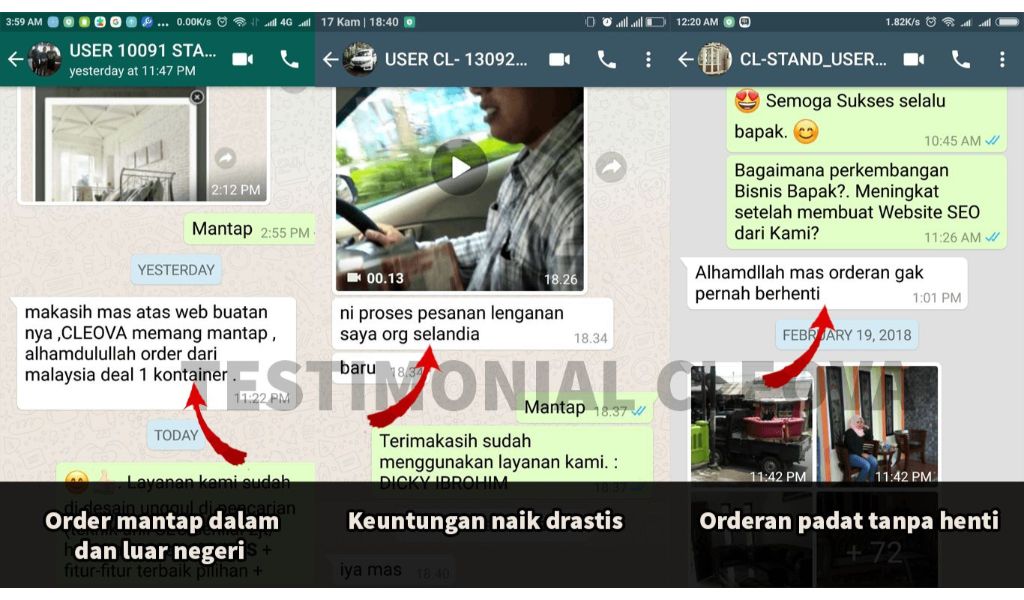 3:59 AM
0.00K/s
4G
USER 10091 STA...
yesterday at 11:47 PM
2:12 PM
Mantap 2:55 PM
YESTERDAY
makasih mas atas web buatan
nya ,CLEOVA memang mantap ,
alhamdulullah order dari
malaysia deal 1 kontainer .
11:22 PM
TODAY
Layanan kami sudah
fitur-fitur terbaik pilihan +
Order mantap dalam
dan luar negeri
17 Kam | 18:40
USER CL- 13092...
00.13
18.26
ni proses pesanan lenganan
saya org selandia
18.34
baru 18.34
Mantap 18.37
Terimakasih sudah
menggunakan layanan kami. :
DICKY IBROHIM
18.37
Keuntungan naik drastis
iya mas 18.40
12:20 AM
1.82K/s
CL-STAND_USER...
Semoga Sukses selalu
bapak.
10:45 AM
Bagaimana perkembangan
Bisnis Bapak?. Meningkat
setelah membuat Website SEO
dari Kami?
11:26 AM
Alhamdllah mas orderan gak
pernah berhenti
1:01 PM
FEBRUARY 19, 2018
11:42 PM
11:42 PM
Orderan padat tanpa henti
+ 72
TESTIMONIAL CLEOVA